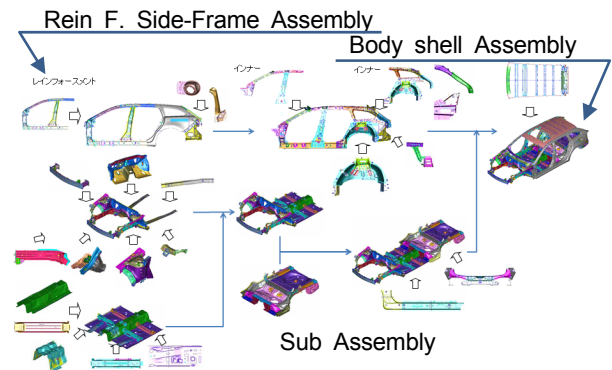 Rein F. Side-Frame Assembly
Body shell Assembly
レインフォースメント
インナー
インナー
Sub Assembly